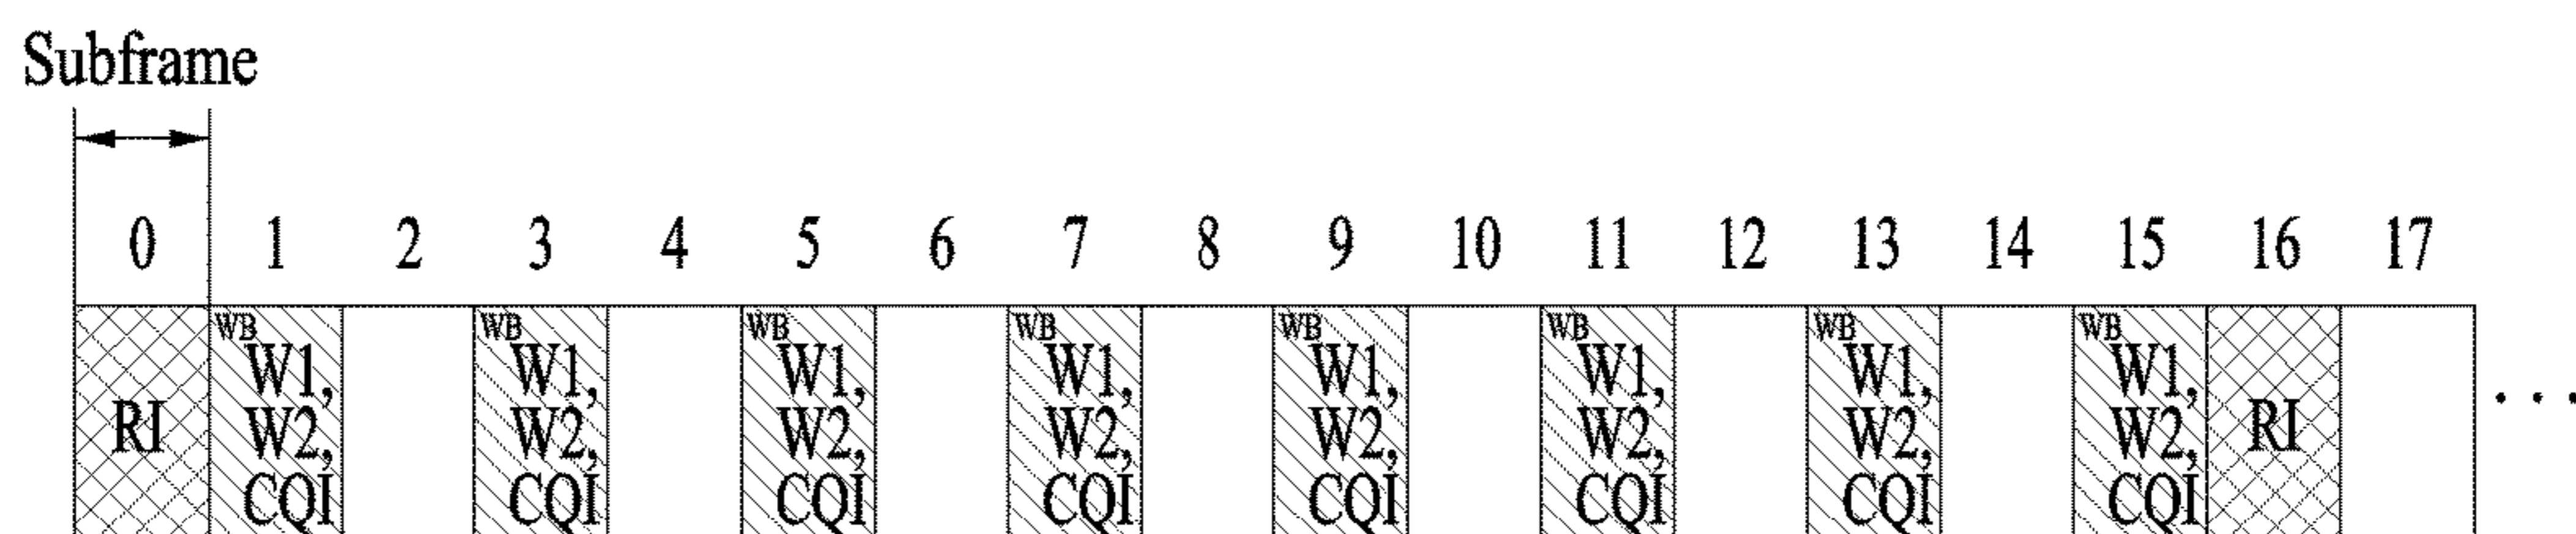 Subframe
0 1 2 3 4 5 6 7 8 9 10 11 12 13 14 15 16 17
WB WB WB WB WB WB WB WB
W1, W1, W1, W1, W1, W1, W1, W1,
RI W2, W2, W2, W2, W2, W2, W2, W2, RI ...
CQI CQI CQI CQI CQI CQI CQI CQI